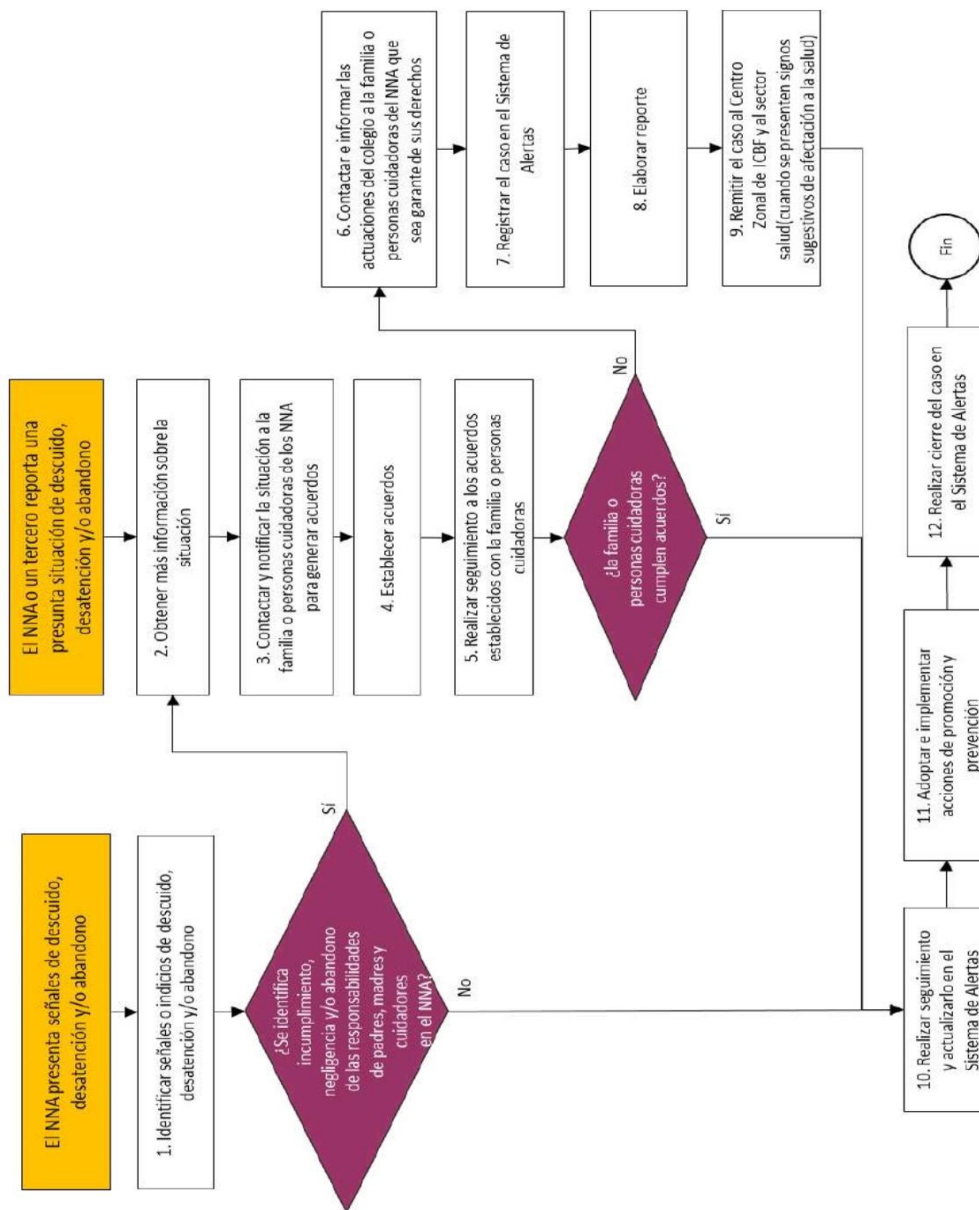 El NNA presenta señales de descuido,
desatención y/o abandono
1. Identificar señales o indicios de descuido,
desatención y/o abandono
¿Se identifica
incumplimiento,
negligencia y/o abandono
de las responsabilidades
de padres, madres y
cuidadores
en el NNA?
Sí
No
El NNA o un tercero reporta una
presunta situación de descuido,
desatención y/o abandono
2. Obtener más información sobre la
situación
3. Contactar y notificar la situación a la
familia o personas cuidadoras de los NNA
para generar acuerdos
4. Establecer acuerdos
5. Realizar seguimiento a los acuerdos
establecidos con la familia o personas
cuidadoras
¿la familia o
personas cuidadoras
cumplen acuerdos?
No
Sí
6. Contactar e informar las
actuaciones del colegio a la familia o
personas cuidadoras del NNA que
sea garante de sus derechos
7. Registrar el caso en el Sistema de
Alertas
8. Elaborar reporte
9. Remitir el caso al Centro
Zonal de ICBF y al sector
salud(cuando se presenten signos
sugestivos de afectación a la salud)
10. Realizar seguimiento
y actualizarlo en el
Sistema de Alertas
11. Adoptar e implementar
acciones de promoción y
prevención
12. Realizar cierre del caso en
el Sistema de Alertas
Fin